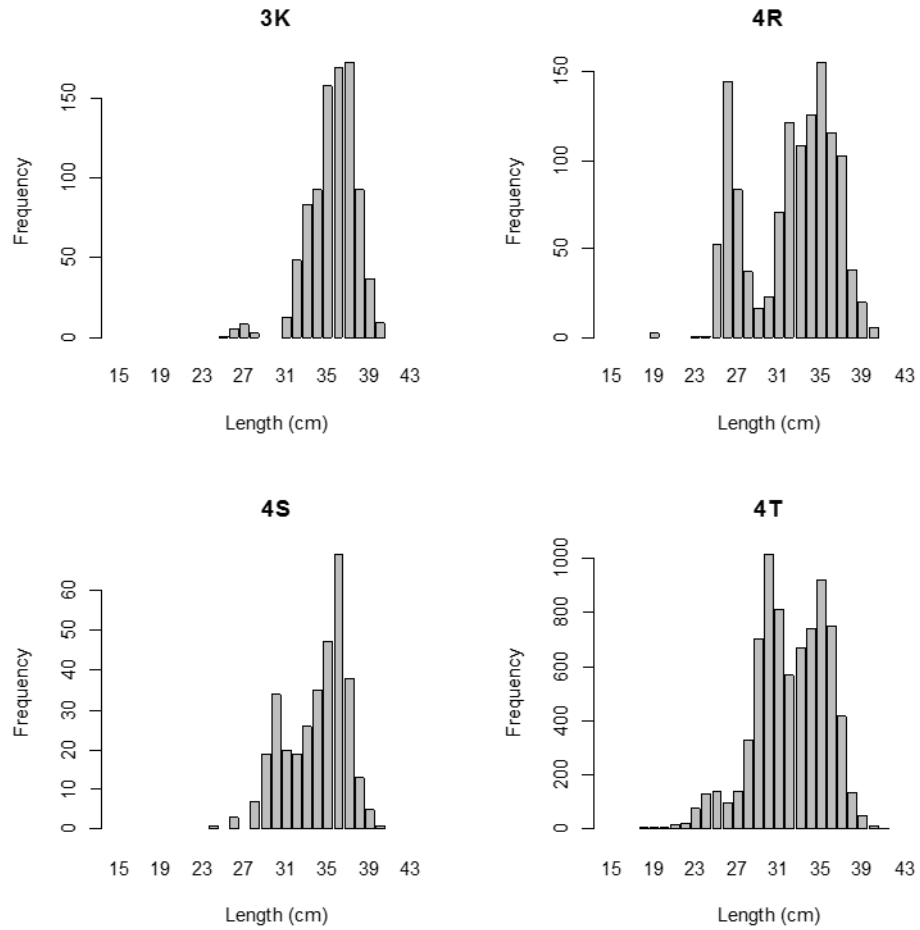 3K
Frequency
0 50 100 150
15 19 23 27 31 35 39 43
Length (cm)
4R
Frequency
0 50 100 150
15 19 23 27 31 35 39 43
Length (cm)
4S
Frequency
0 10 20 30 40 50 60
15 19 23 27 31 35 39 43
Length (cm)
4T
Frequency
0 200 400 600 800 1000
15 19 23 27 31 35 39 43
Length (cm)